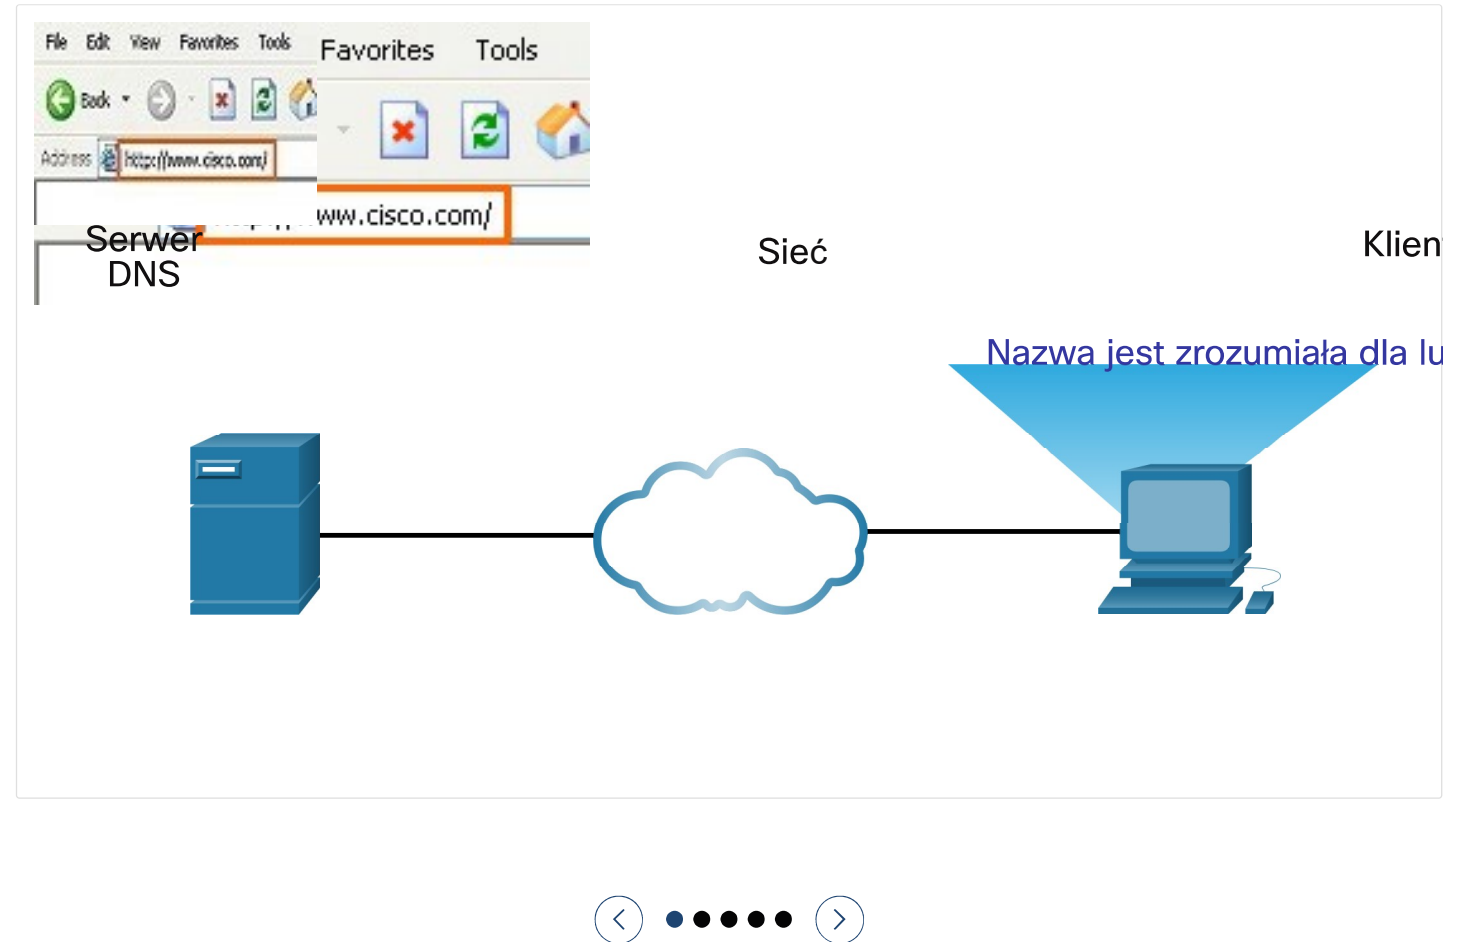 File Edit View Favorites Tools
Favorites Tools
Back
Address http://www.cisco.com/
ww.cisco.com/
Serwer
DNS
Sieć
Klien
Nazwa jest zrozumiała dla lu